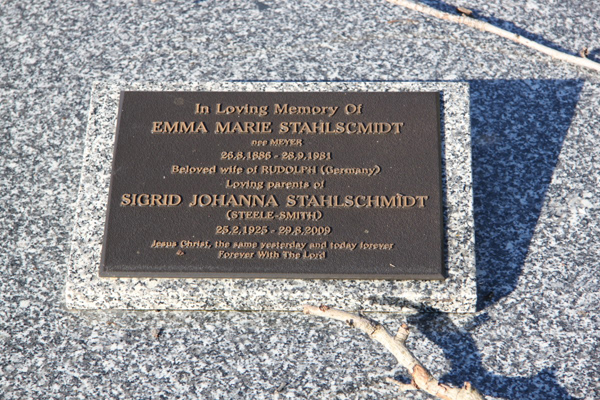 In Loving Memory Of
EMMA MARIE STAHLSCMIDT
nee MEYER
26.8.1886 - 28.9.1981
Beloved wife of RUDOLPH (Germany)
Loving parents of
SIGRID JOHANNA STAHLSCHMIDT
(STEELE-SMITH)
25.2.1925 - 29.8.2009
Jesus Christ, the same yesterday and today forever
Forever With The Lord